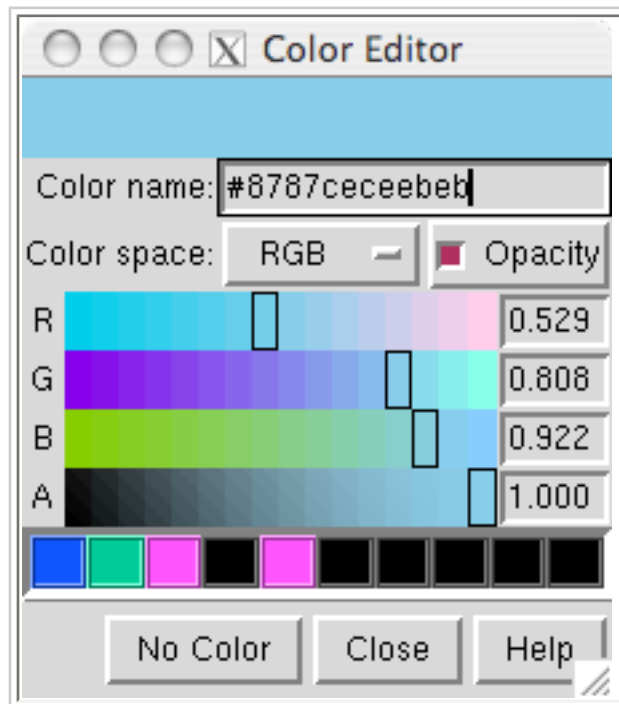 X Color Editor
Color name: #8787ceceebeb
Color space: RGB Opacity
R 0.529
G 0.808
B 0.922
A 1.000
No Color Close Help